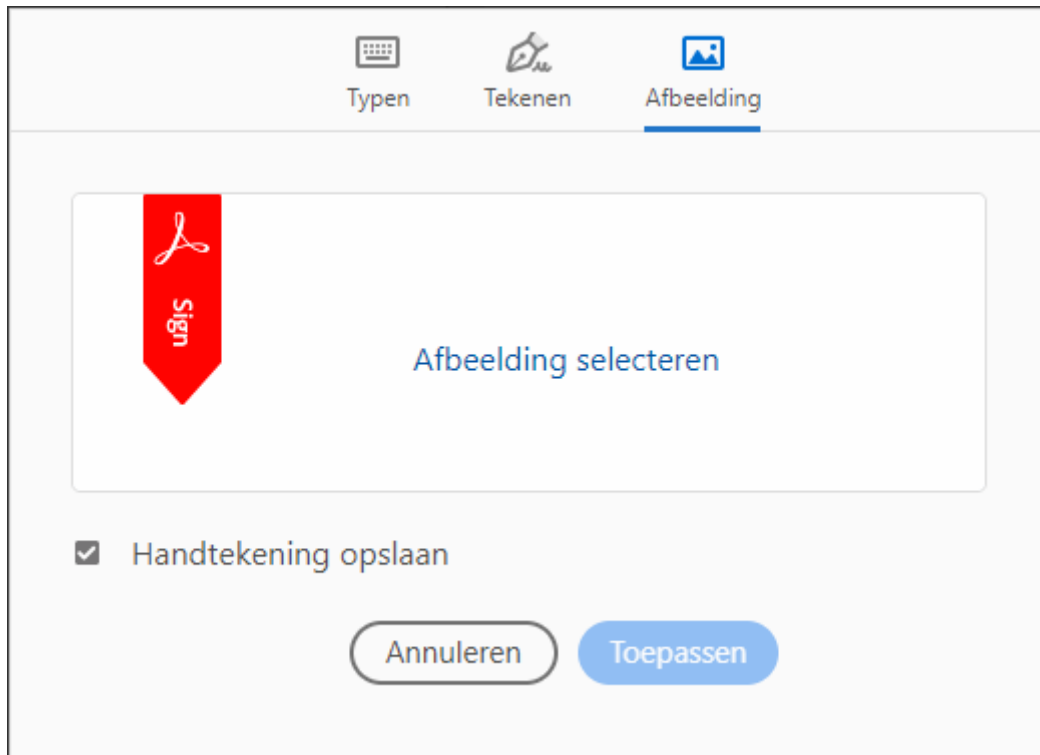 Typen
Tekenen
Afbeelding
Sign
Afbeelding selecteren
Handtekening opslaan
Annuleren
Toepassen